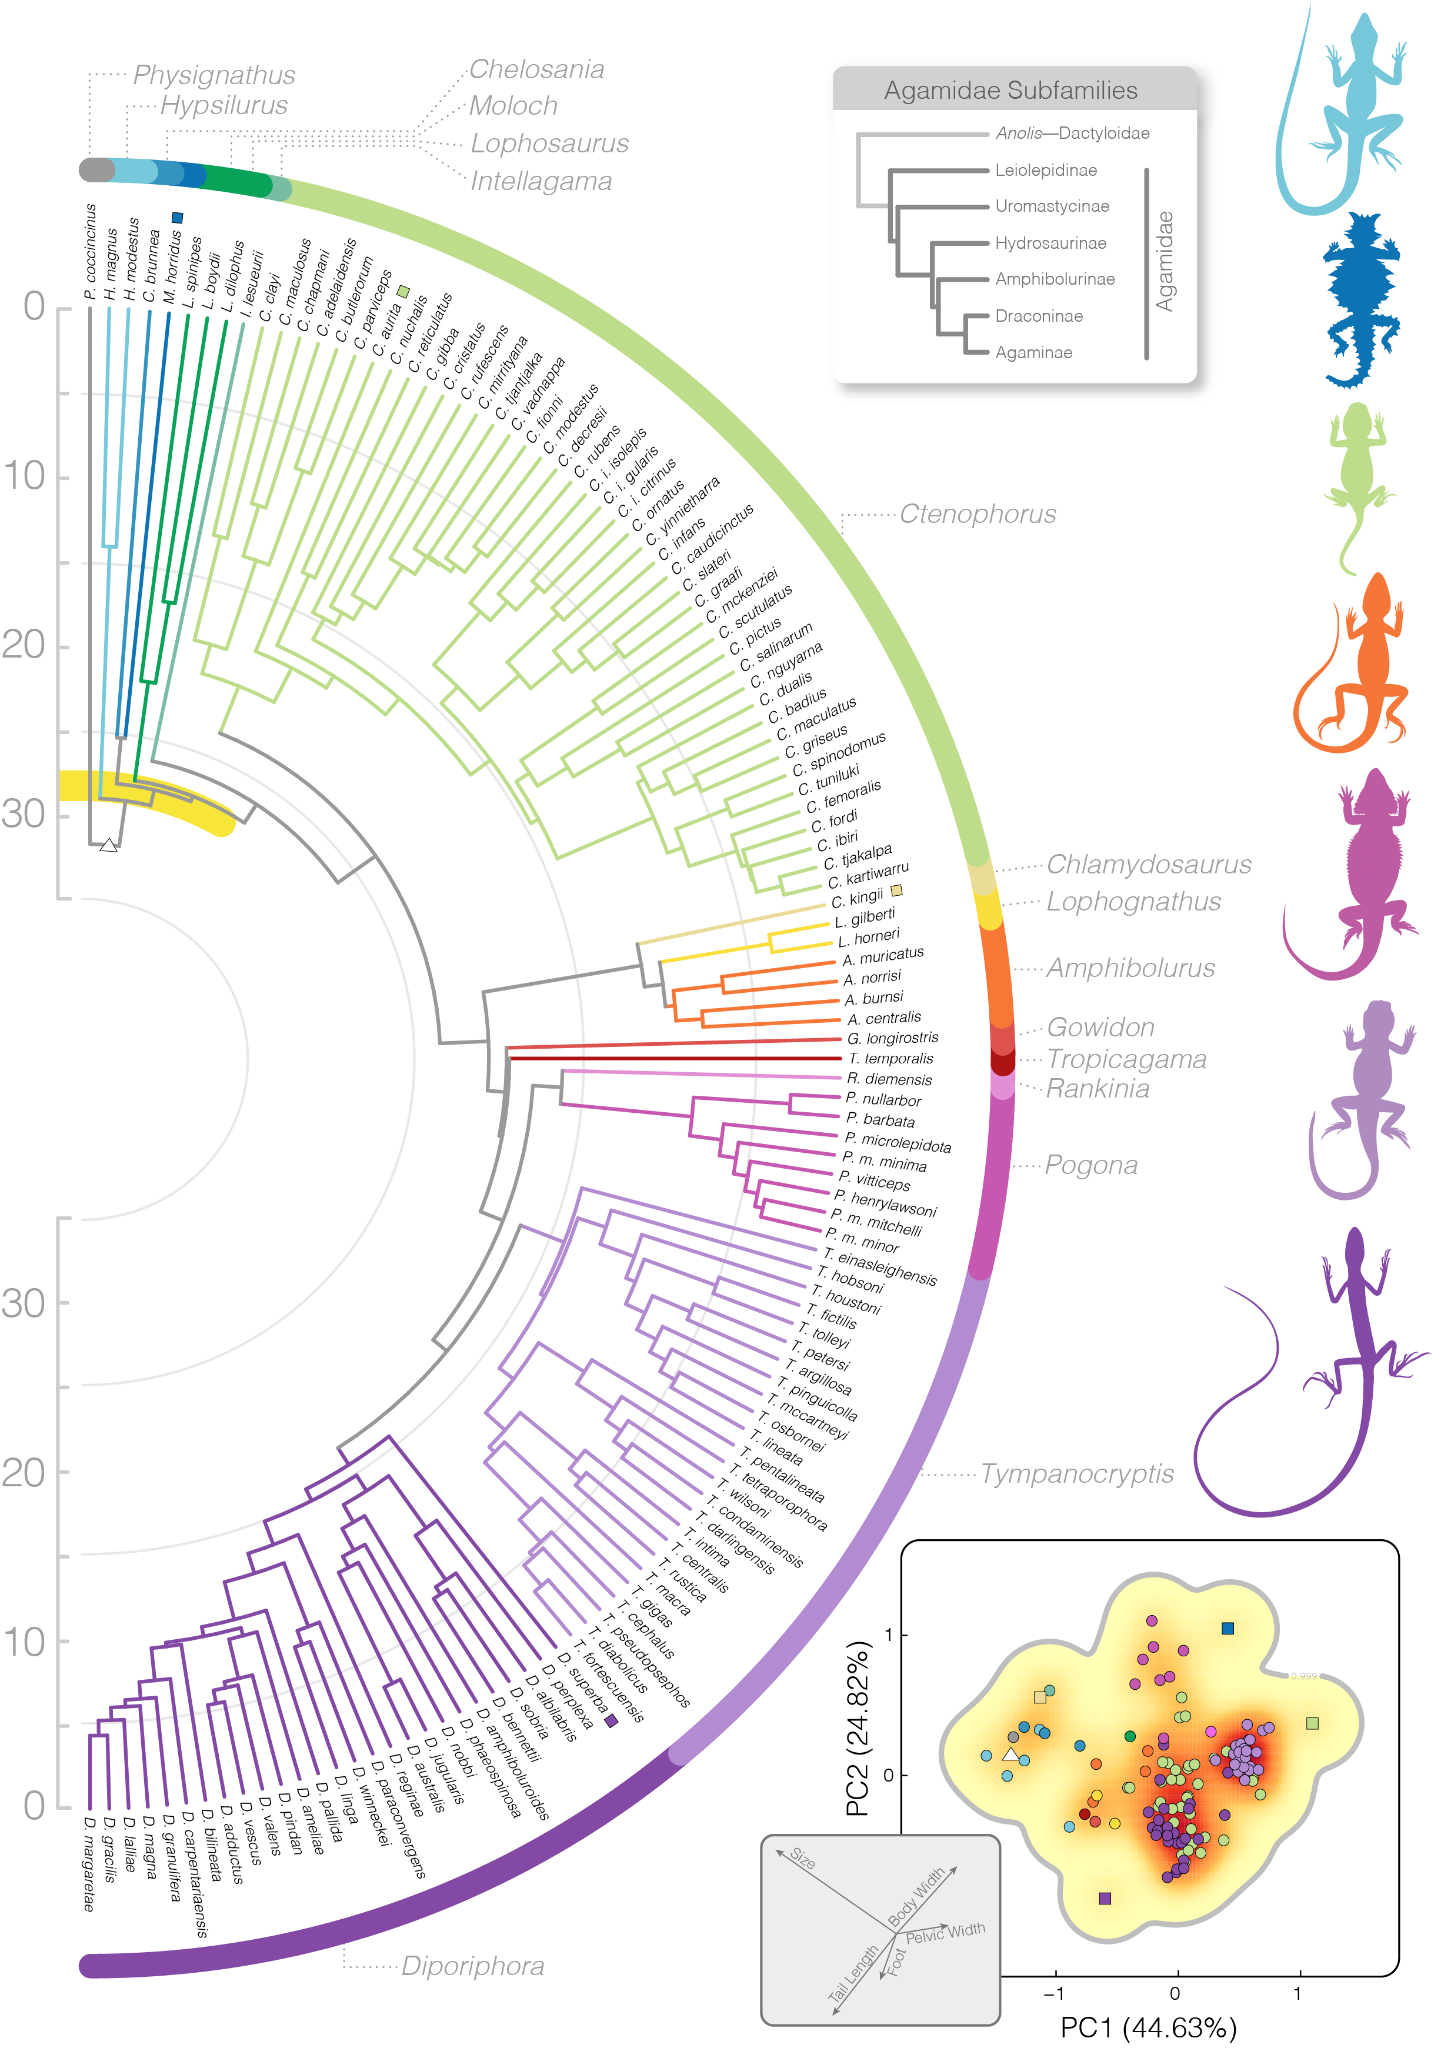 Physignathus
Hypsilurus
Chelosania
Moloch
Lophosaurus
Intellagama
Agamidae Subfamilies
Anolis—Dactyloidae
Leiolepidinae
Uromastycinae
Hydrosaurinae
Amphibolurinae
Draconinae
Agaminae
Agamidae
P. coccincinus
H. magnus
H. modestus
C. brunnea
M. horridus
L. spinipes
L. boydii
L. dilophus
I. lesueurii
C. clayi
C. maculosus
C. chapmani
C. adelaidensis
C. butlerorum
C. parviceps
C. aurita
C. nuchalis
C. reticulatus
C. gibba
C. cristatus
C. rufescens
C. mirrityana
C. tjantjalka
C. vadnappa
C. fionni
C. modestus
C. decresii
C. rubens
C. i. isolepis
C. i. gularis
C. i. citrinus
C. ornatus
C. yinnietharra
C. infans
C. caudicinctus
C. slateri
C. graafi
C. mckenziei
C. scutulatus
C. pictus
C. salinarum
C. nguyarna
C. dualis
C. badius
C. maculatus
C. griseus
C. spinodomus
C. tuniluki
C. femoralis
C. fordi
C. ibiri
C. tjakalpa
C. kartiwarru
C. kingii
L. gilberti
L. horneri
A. muricatus
A. norrisi
A. burnsi
A. centralis
G. longirostris
T. temporalis
R. diemensis
P. nullarbor
P. barbata
P. microlepidota
P. m. minima
P. vitticeps
P. henrylawsoni
P. m. mitchelli
P. m. minor
T. einasleighensis
T. hobsoni
T. houstoni
T. fictilis
T. tolleyi
T. petersi
T. argillosa
T. pinguicolla
T. mccartneyi
T. osbornei
T. lineata
T. pentalineata
T. tetraporophora
T. wilsoni
T. condaminensis
T. darlingensis
T. intima
T. centralis
T. rustica
T. macra
T. gigas
T. cephalus
T. pseudopsephos
T. diabolicus
T. fortescuensis
D. superba
D. perplexa
D. albilabris
D. sobria
D. bennettii
D. amphiboluroides
D. phaeospinosa
D. nobbi
D. jugularis
D. australis
D. reginae
D. paraconvergens
D. winneckei
D. linga
D. pallida
D. ameliae
D. pindan
D. valens
D. vescus
D. adductus
D. bilineata
D. carpentariaensis
D. granulifera
D. magna
D. lalliae
D. gracilis
D. margaretae
0
10
20
30
30
20
10
0
Ctenophorus
Chlamydosaurus
Lophognathus
Amphibolurus
Gowidon
Tropicagama
Rankinia
Pogona
Tympanocryptis
Diporiphora
0.999
1
0
PC2 (24.82%)
−1
0
1
PC1 (44.63%)
Size
Body Width
Pelvic Width
Foot
Tail Length